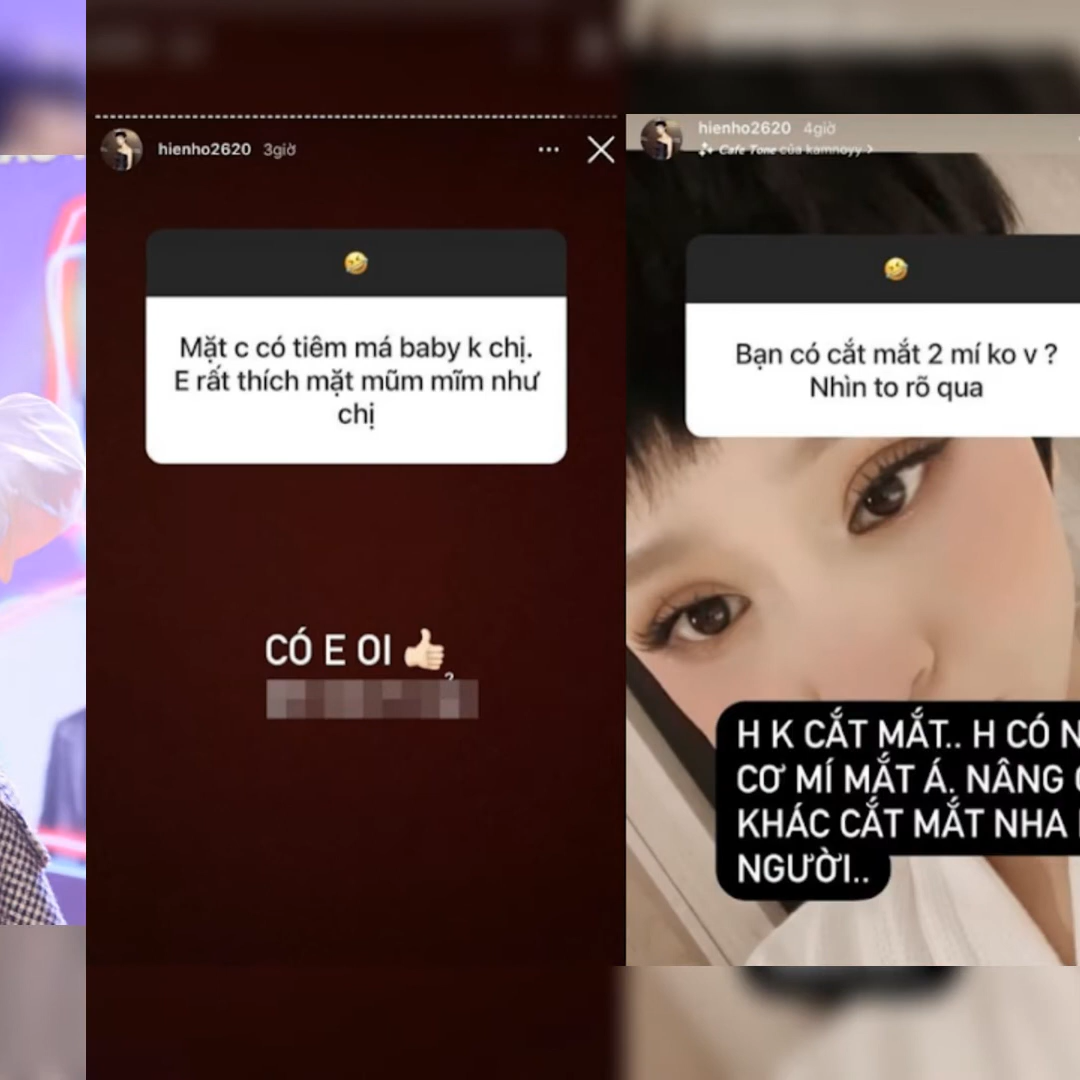 hienho2620 3giờ
Mặt c có tiêm má baby k chị.
E rất thích mặt mũm mĩm như
chị
CÓ E OI
hienho2620 4giờ
Cafe Tone của kamnoyy >
Bạn có cắt mắt 2 mí ko v ?
Nhìn to rõ qua
H K CẮT MẮT.. H CÓ N
CƠ MÍ MẮT Á. NÂNG
KHÁC CẮT MẮT NHA
NGƯỜI..